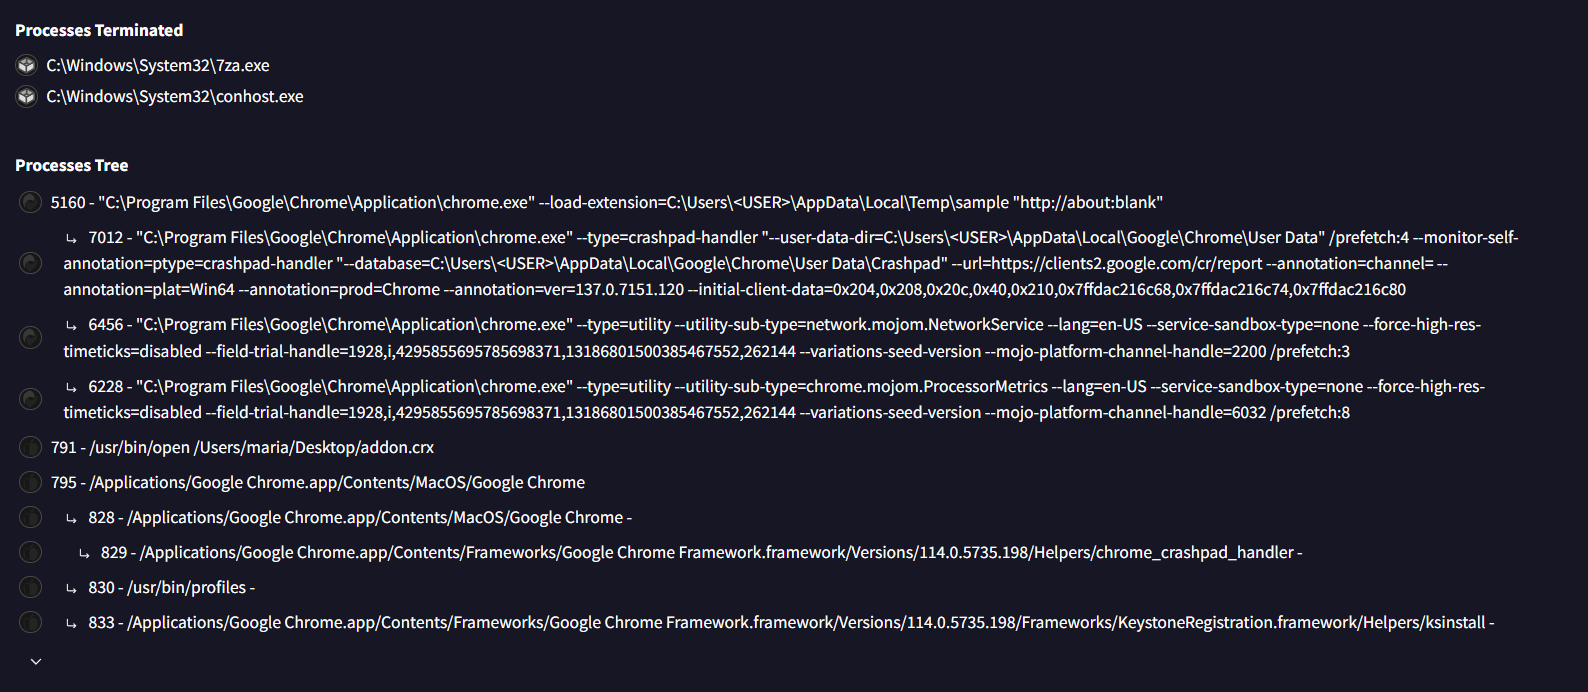 Processes Terminated
C:\Windows\System32\7za.exe
C:\Windows\System32\conhost.exe
Processes Tree
5160 - "C:\Program Files\Google\Chrome\Application\chrome.exe" --load-extension=C:\Users\<USER>\AppData\Local\Temp\sample "http://about:blank"
↳ 7012 - "C:\Program Files\Google\Chrome\Application\chrome.exe" --type=crashpad-handler "--user-data-dir=C:\Users\<USER>\AppData\Local\Google\Chrome\User Data" /prefetch:4 --monitor-self-
annotation=ptype=crashpad-handler "--database=C:\Users\<USER>\AppData\Local\Google\Chrome\User Data\Crashpad" --url=https://clients2.google.com/cr/report --annotation=channel= --
annotation=plat=Win64 --annotation=prod=Chrome --annotation=ver=137.0.7151.120 --initial-client-data=0x204,0x208,0x20c,0x40,0x210,0x7ffdac216c68,0x7ffdac216c74,0x7ffdac216c80
↳ 6456 - "C:\Program Files\Google\Chrome\Application\chrome.exe" --type=utility --utility-sub-type=network.mojom.NetworkService --lang=en-US --service-sandbox-type=none --force-high-res-
timeticks=disabled --field-trial-handle=1928,i,4295855695785698371,13186801500385467552,262144 --variations-seed-version --mojo-platform-channel-handle=2200 /prefetch:3
↳ 6228 - "C:\Program Files\Google\Chrome\Application\chrome.exe" --type=utility --utility-sub-type=chrome.mojom.ProcessorMetrics --lang=en-US --service-sandbox-type=none --force-high-res-
timeticks=disabled --field-trial-handle=1928,i,4295855695785698371,13186801500385467552,262144 --variations-seed-version --mojo-platform-channel-handle=6032 /prefetch:8
791 - /usr/bin/open /Users/maria/Desktop/addon.crx
795 - /Applications/Google Chrome.app/Contents/MacOS/Google Chrome
↳ 828 - /Applications/Google Chrome.app/Contents/MacOS/Google Chrome -
↳ 829 - /Applications/Google Chrome.app/Contents/Frameworks/Google Chrome Framework.framework/Versions/114.0.5735.198/Helpers/chrome_crashpad_handler -
↳ 830 - /usr/bin/profiles -
↳ 833 - /Applications/Google Chrome.app/Contents/Frameworks/Google Chrome Framework.framework/Versions/114.0.5735.198/Frameworks/KeystoneRegistration.framework/Helpers/ksinstall -